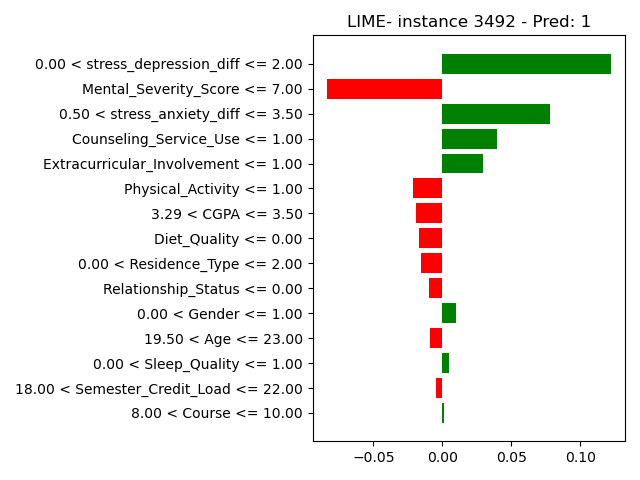 LIME- instance 3492 - Pred: 1
0.00 < stress_depression_diff <= 2.00
Mental_Severity_Score <= 7.00
0.50 < stress_anxiety_diff <= 3.50
Counseling_Service_Use <= 1.00
Extracurricular_Involvement <= 1.00
Physical_Activity <= 1.00
3.29 < CGPA <= 3.50
Diet_Quality <= 0.00
0.00 < Residence_Type <= 2.00
Relationship_Status <= 0.00
0.00 < Gender <= 1.00
19.50 < Age <= 23.00
0.00 < Sleep_Quality <= 1.00
18.00 < Semester_Credit_Load <= 22.00
8.00 < Course <= 10.00
−0.05 0.00 0.05 0.10